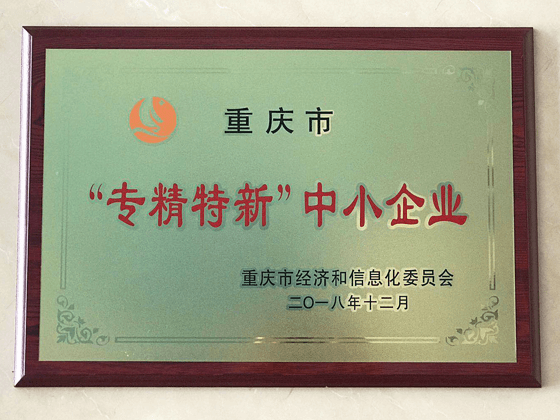 重庆市
“专精特新”中小企业
重庆市经济和信息化委员会
二〇一八年十二月